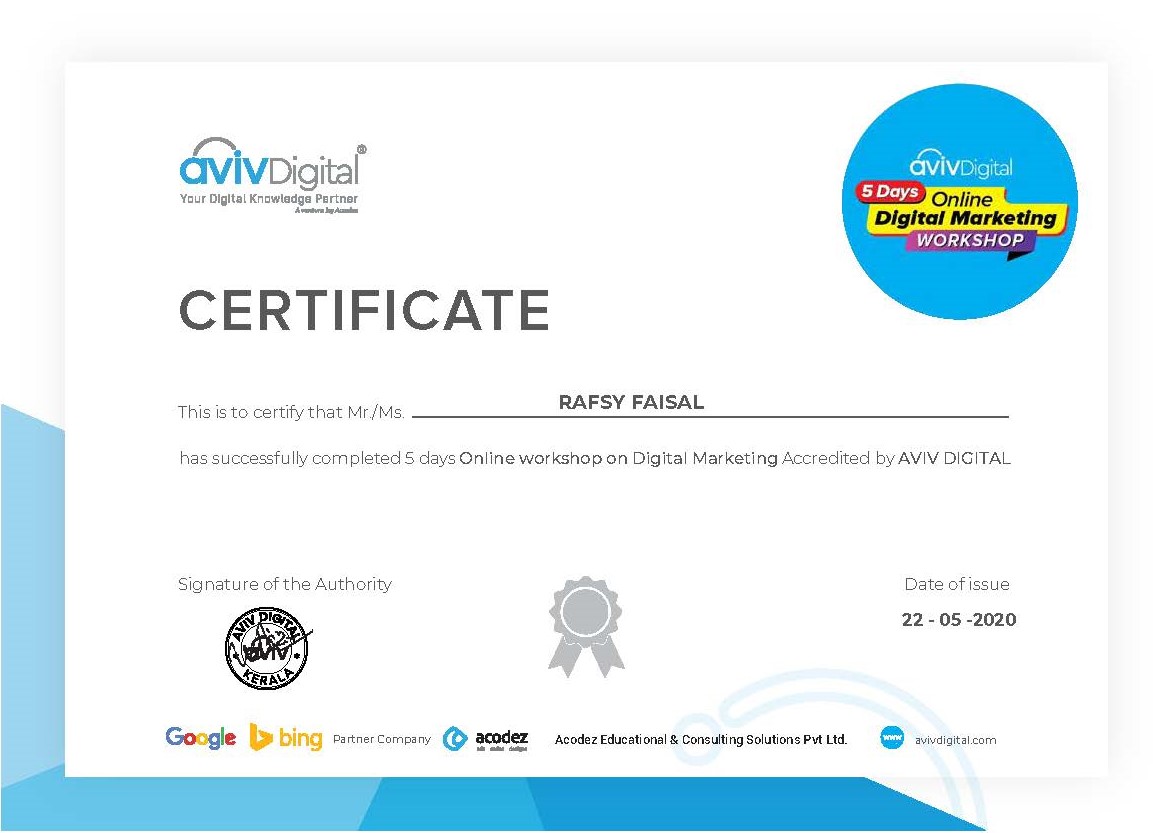 avivDigital®
Your Digital Knowledge Partner
A venture by Acodez
avivDigital
5 Days Online
Digital Marketing
WORKSHOP
CERTIFICATE
This is to certify that Mr./Ms. RAFSY FAISAL
has successfully completed 5 days Online workshop on Digital Marketing Accredited by AVIV DIGITAL
Signature of the Authority
Date of issue
22 - 05 -2020
AVIV DIGITAL
aviv
KERALA
Google bing Partner Company acodez Acodez Educational & Consulting Solutions Pvt Ltd. www avivdigital.com